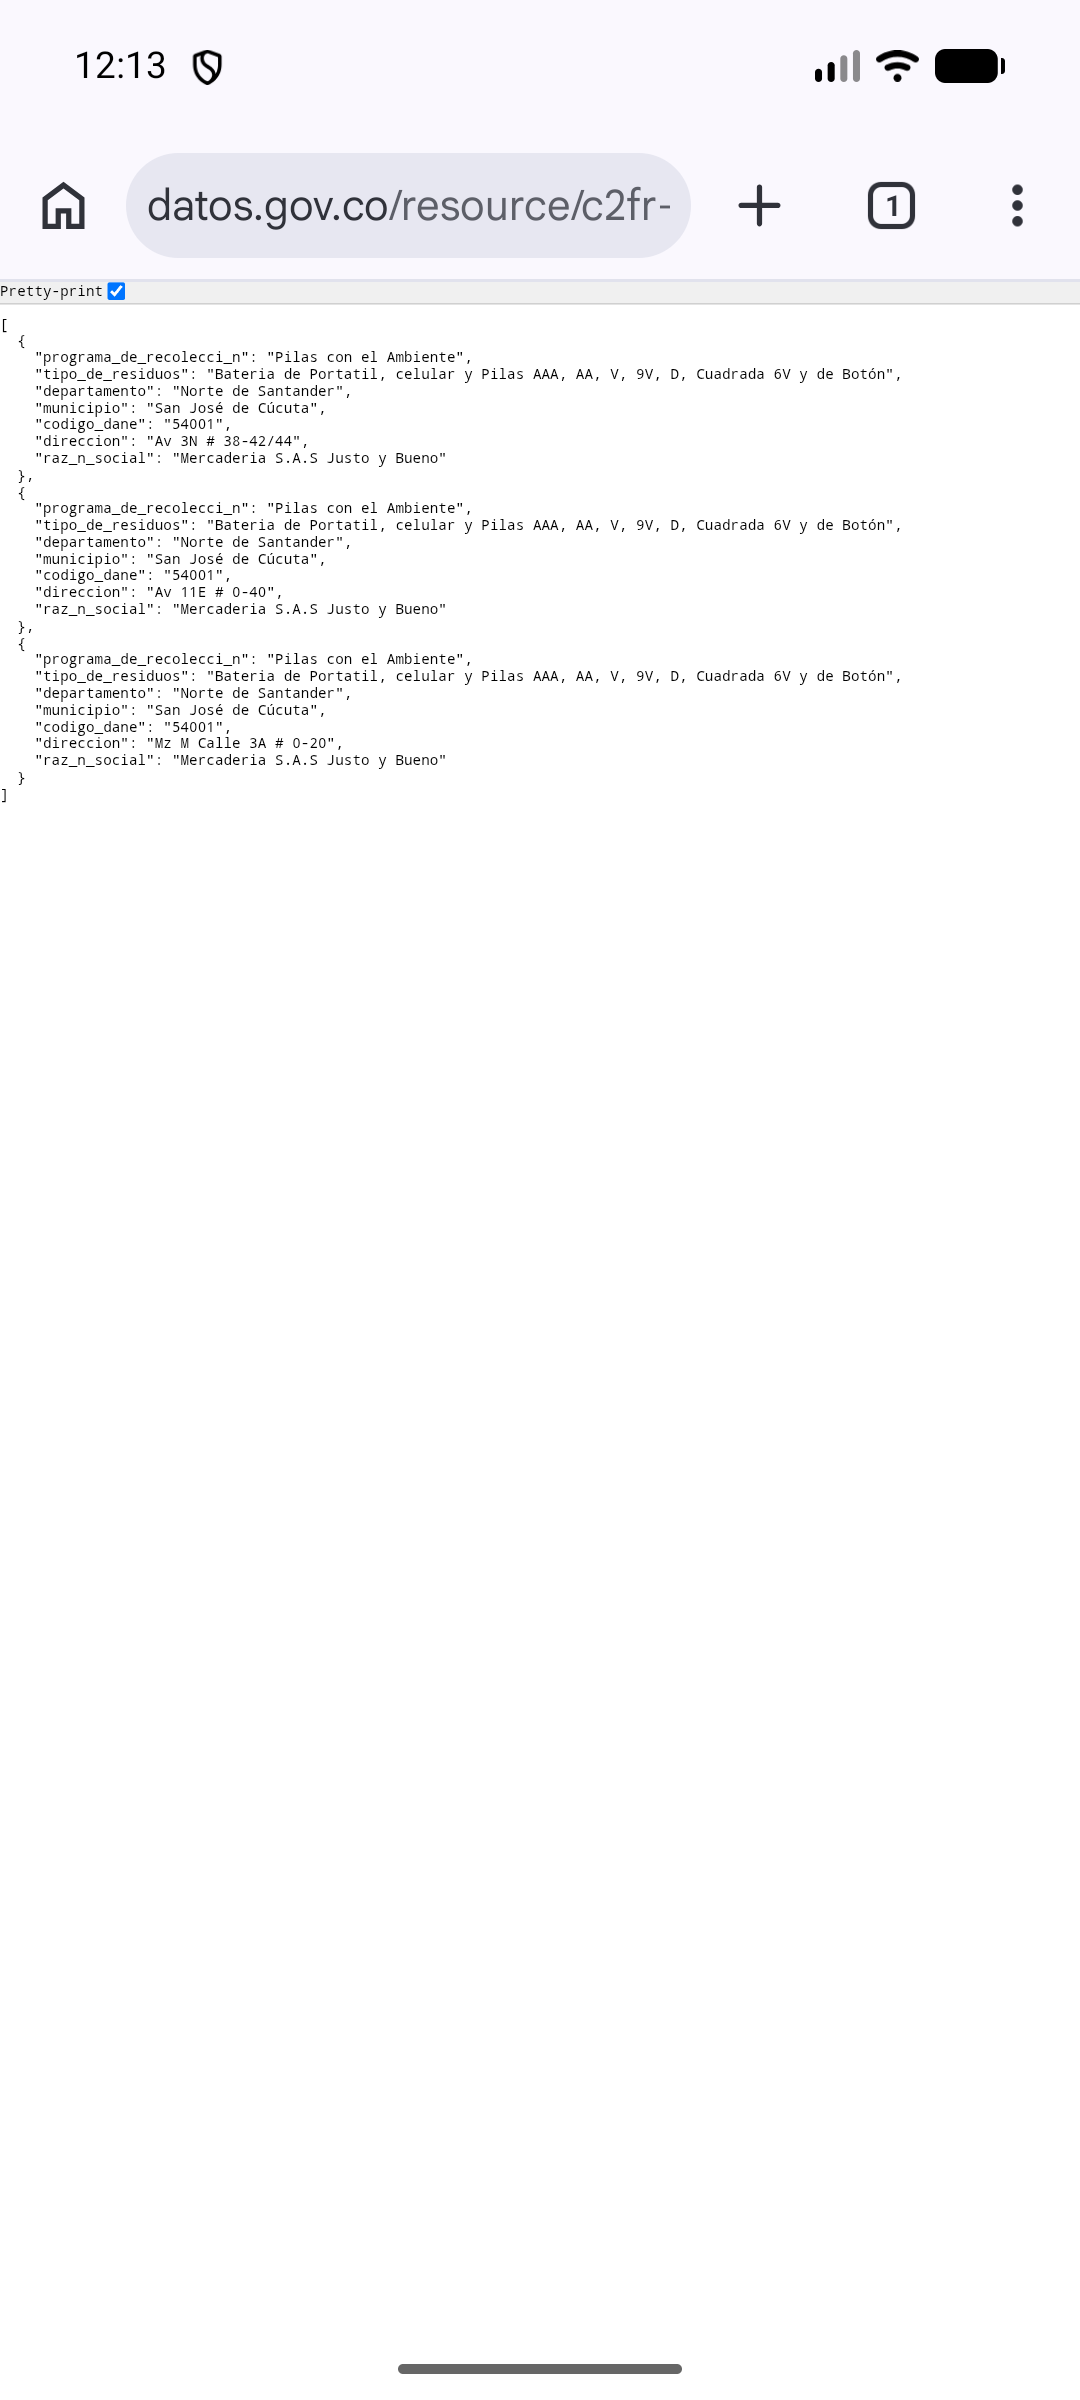 12:13
datos.gov.co/resource/c2fr-
1
Pretty-print
[
  {
    "programa_de_recolecci_n": "Pilas con el Ambiente",
    "tipo_de_residuos": "Bateria de Portatil, celular y Pilas AAA, AA, V, 9V, D, Cuadrada 6V y de Botón",
    "departamento": "Norte de Santander",
    "municipio": "San José de Cúcuta",
    "codigo_dane": "54001",
    "direccion": "Av 3N # 38-42/44",
    "raz_n_social": "Mercaderia S.A.S Justo y Bueno"
  },
  {
    "programa_de_recolecci_n": "Pilas con el Ambiente",
    "tipo_de_residuos": "Bateria de Portatil, celular y Pilas AAA, AA, V, 9V, D, Cuadrada 6V y de Botón",
    "departamento": "Norte de Santander",
    "municipio": "San José de Cúcuta",
    "codigo_dane": "54001",
    "direccion": "Av 11E # 0-40",
    "raz_n_social": "Mercaderia S.A.S Justo y Bueno"
  },
  {
    "programa_de_recolecci_n": "Pilas con el Ambiente",
    "tipo_de_residuos": "Bateria de Portatil, celular y Pilas AAA, AA, V, 9V, D, Cuadrada 6V y de Botón",
    "departamento": "Norte de Santander",
    "municipio": "San José de Cúcuta",
    "codigo_dane": "54001",
    "direccion": "Mz M Calle 3A # 0-20",
    "raz_n_social": "Mercaderia S.A.S Justo y Bueno"
  }
]